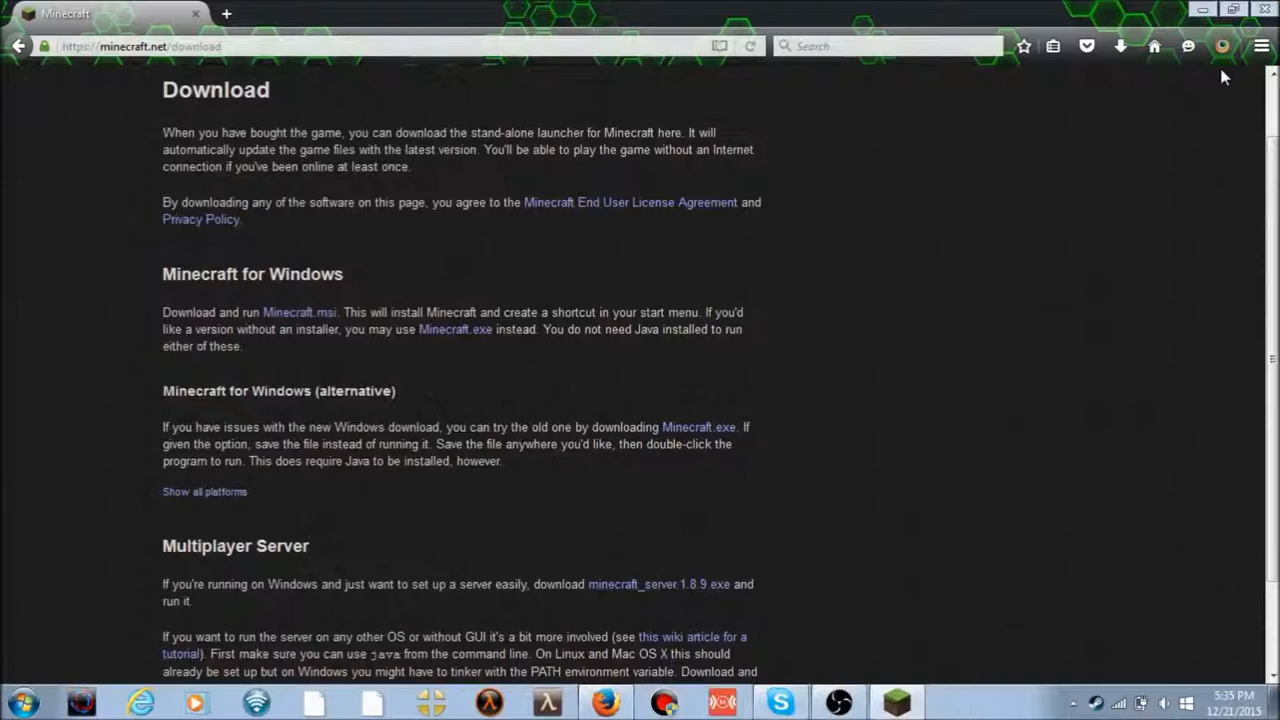 Minecraft
https://minecraft.net/download
Search
Download
When you have bought the game, you can download the stand-alone launcher for Minecraft here. It will
automatically update the game files with the latest version. You'll be able to play the game without an Internet
connection if you've been online at least once.
By downloading any of the software on this page, you agree to the Minecraft End User License Agreement and
Privacy Policy.
Minecraft for Windows
Download and run Minecraft.msi. This will install Minecraft and create a shortcut in your start menu. If you'd
like a version without an installer, you may use Minecraft.exe instead. You do not need Java installed to run
either of these.
Minecraft for Windows (alternative)
If you have issues with the new Windows download, you can try the old one by downloading Minecraft.exe. If
given the option, save the file instead of running it. Save the file anywhere you'd like, then double-click the
program to run. This does require Java to be installed, however.
Show all platforms
Multiplayer Server
If you're running on Windows and just want to set up a server easily, download minecraft_server.1.8.9.exe and
run it.
If you want to run the server on any other OS or without GUI it's a bit more involved (see this wiki article for a
tutorial). First make sure you can use java from the command line. On Linux and Mac OS X this should
already be set up but on Windows you might have to tinker with the PATH environment variable. Download and
5:35 PM
12/21/2015